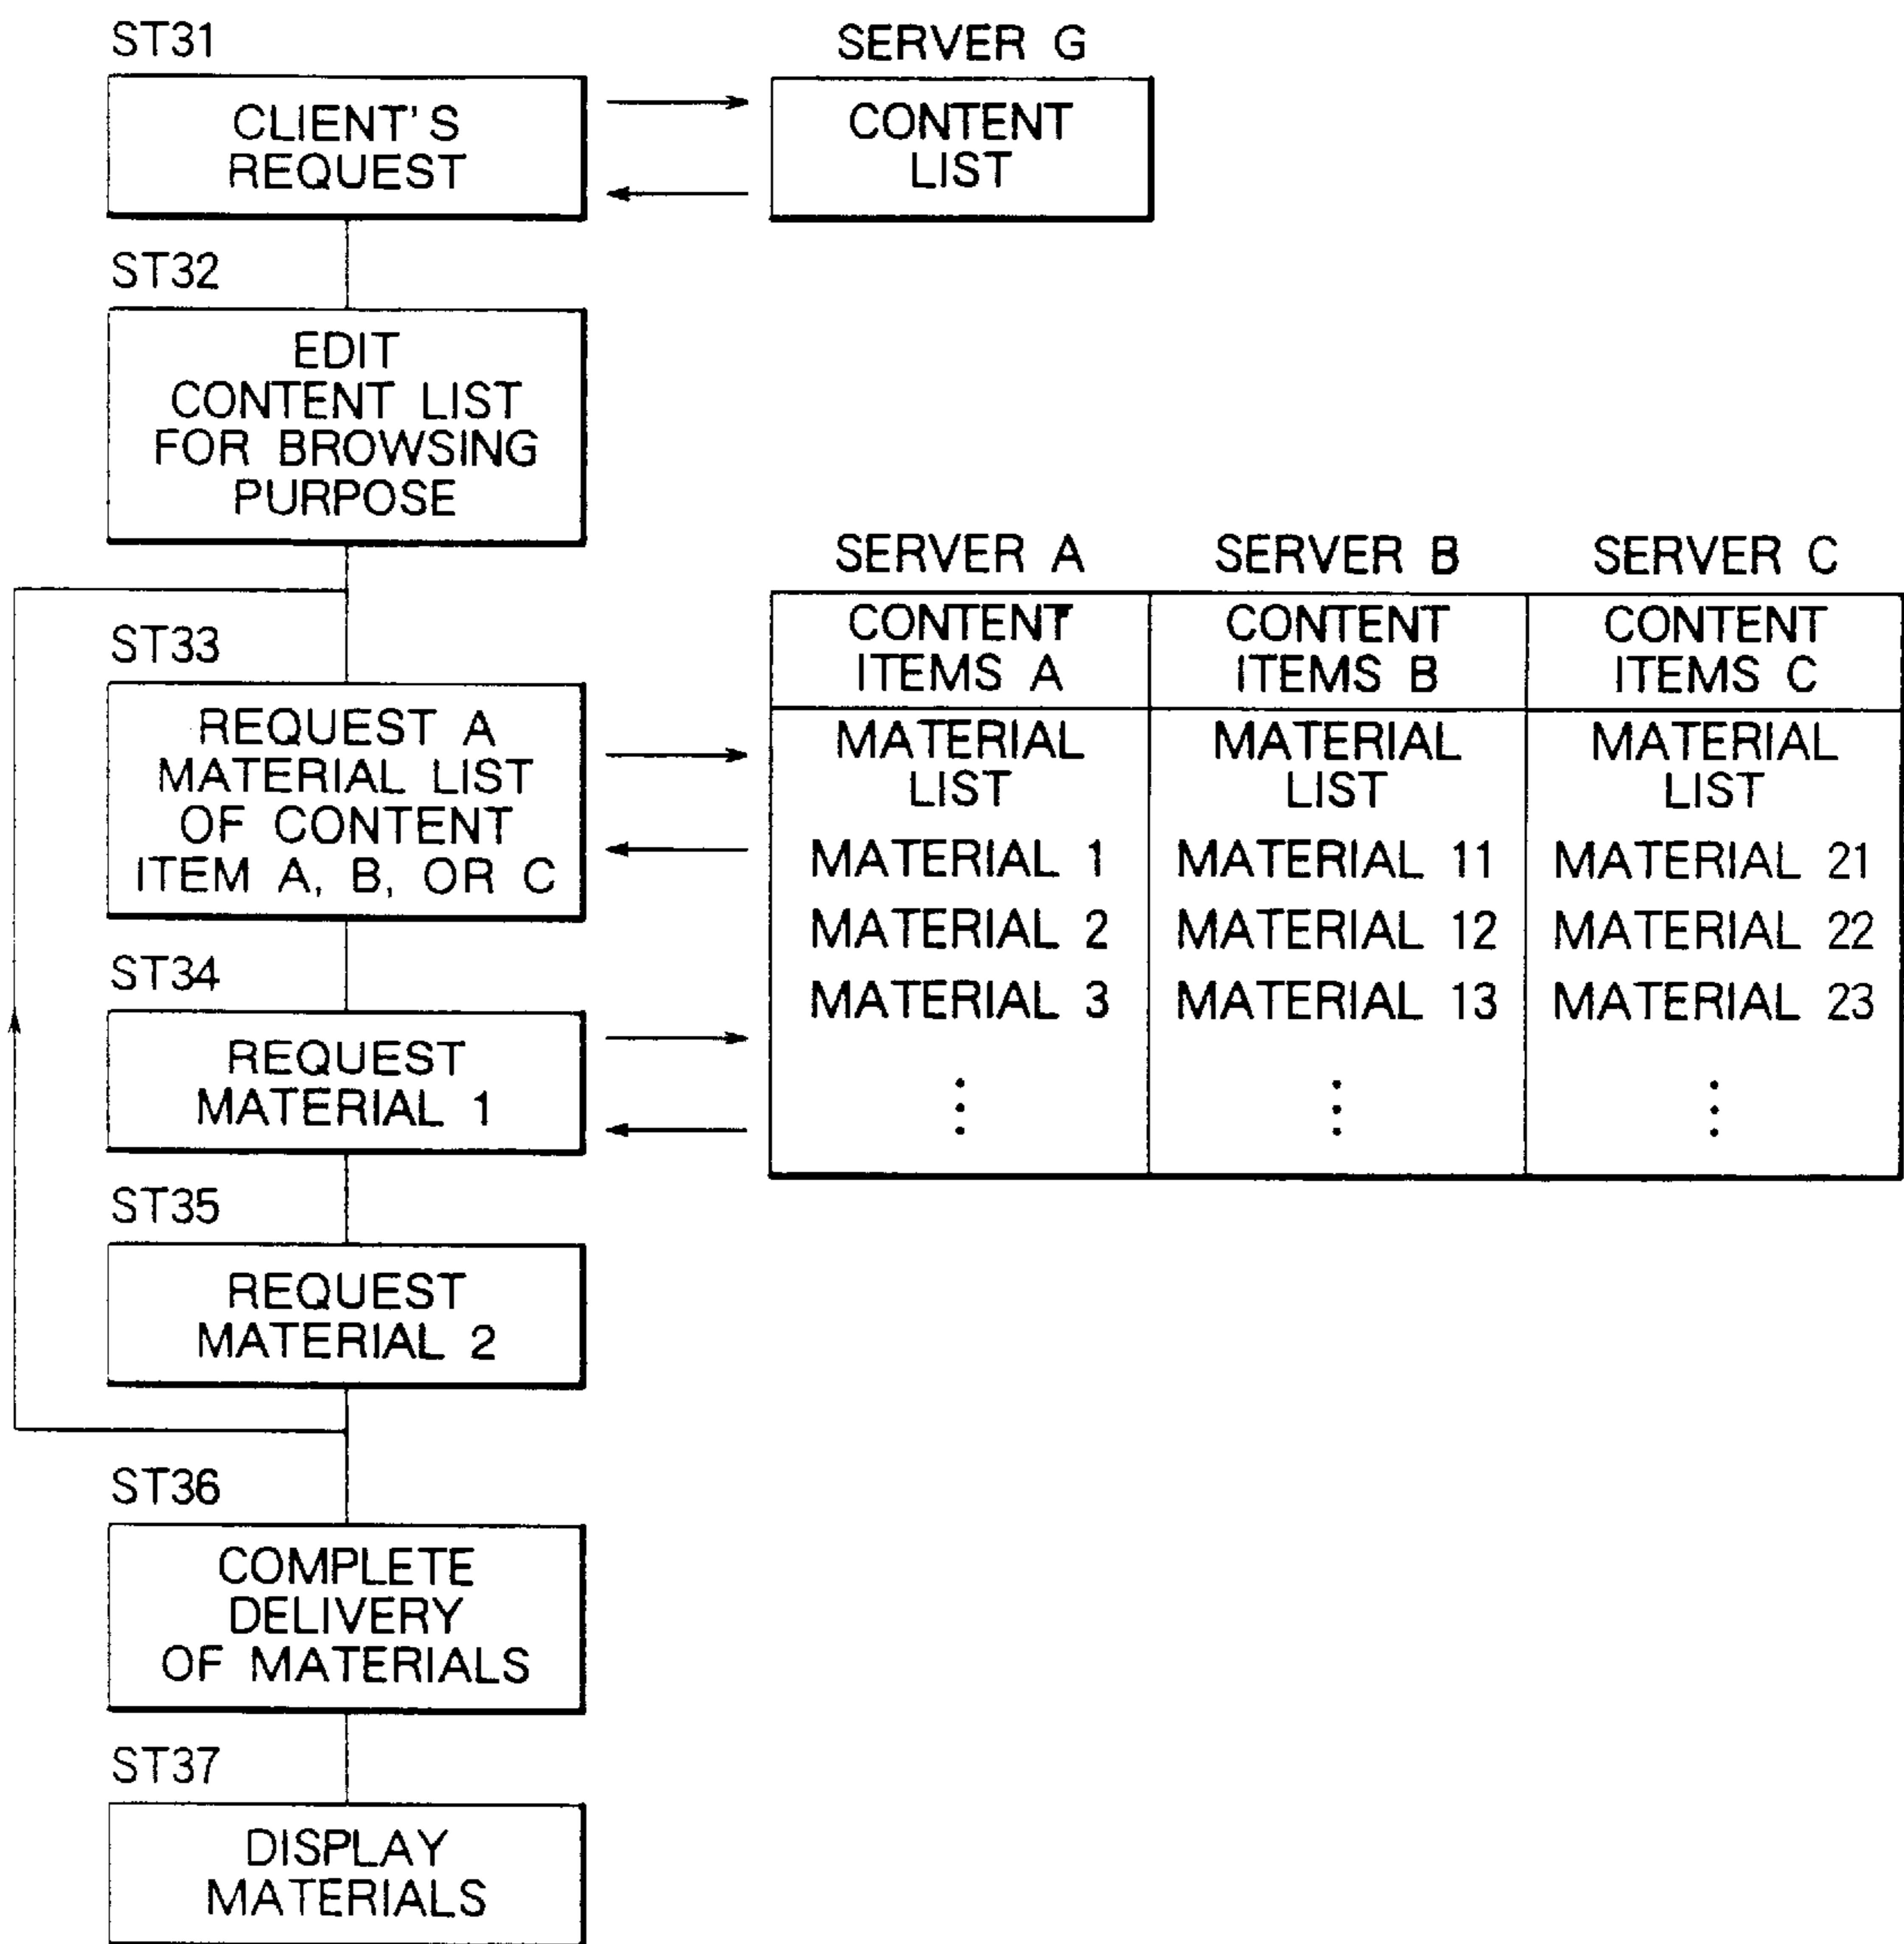 ST31
CLIENT'S
REQUEST
SERVER G
CONTENT
LIST
ST32
EDIT
CONTENT LIST
FOR BROWSING
PURPOSE
ST33
REQUEST A
MATERIAL LIST
OF CONTENT
ITEM A, B, OR C
SERVER A
SERVER B
SERVER C
CONTENT
ITEMS A
CONTENT
ITEMS B
CONTENT
ITEMS C
MATERIAL
LIST
MATERIAL
LIST
MATERIAL
LIST
MATERIAL 1
MATERIAL 11
MATERIAL 21
MATERIAL 2
MATERIAL 12
MATERIAL 22
MATERIAL 3
MATERIAL 13
MATERIAL 23
ST34
REQUEST
MATERIAL 1
ST35
REQUEST
MATERIAL 2
ST36
COMPLETE
DELIVERY
OF MATERIALS
ST37
DISPLAY
MATERIALS